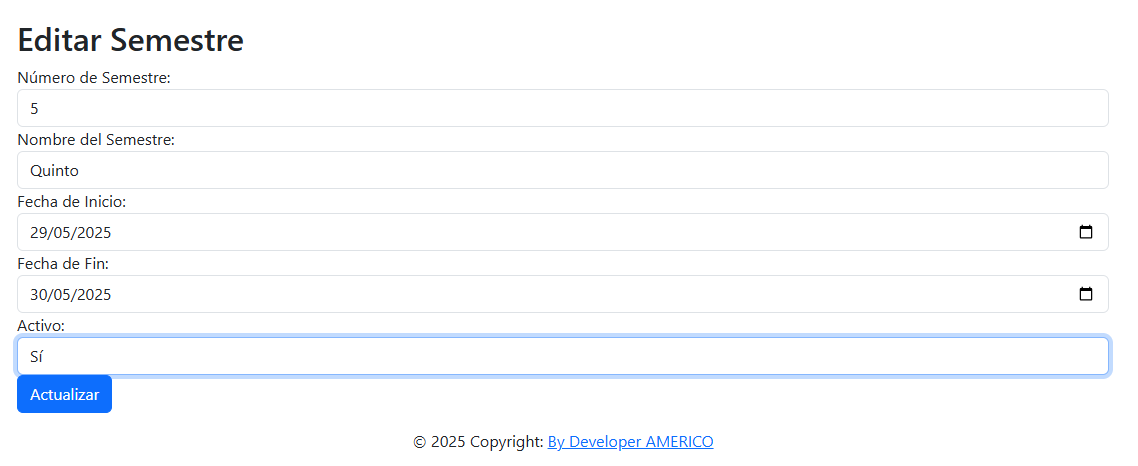 Editar Semestre
Número de Semestre:
5
Nombre del Semestre:
Quinto
Fecha de Inicio:
29/05/2025
Fecha de Fin:
30/05/2025
Activo:
Sí
Actualizar
© 2025 Copyright: By Developer AMERICO